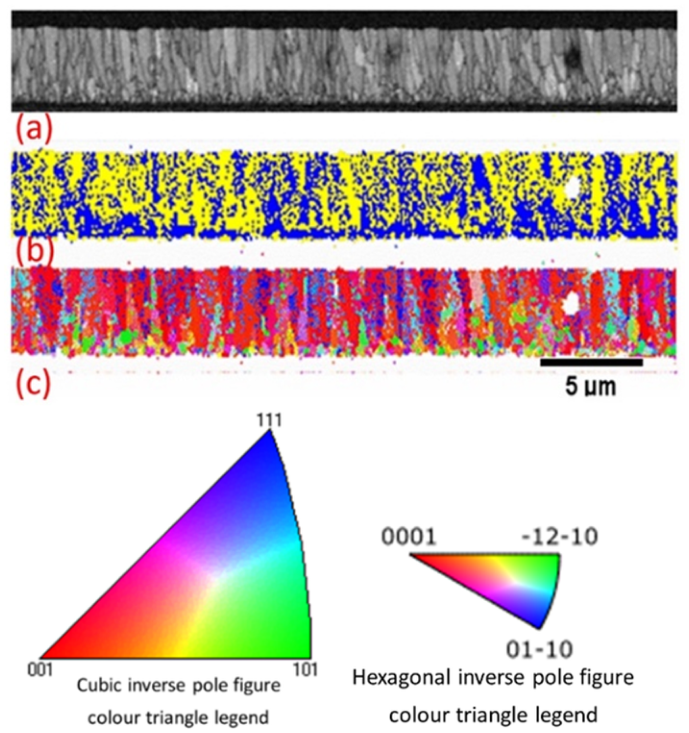 (a)
(b)
(c)
5 μm
111
001
101
Cubic inverse pole figure
colour triangle legend
0001
-12-10
01-10
Hexagonal inverse pole figure
colour triangle legend